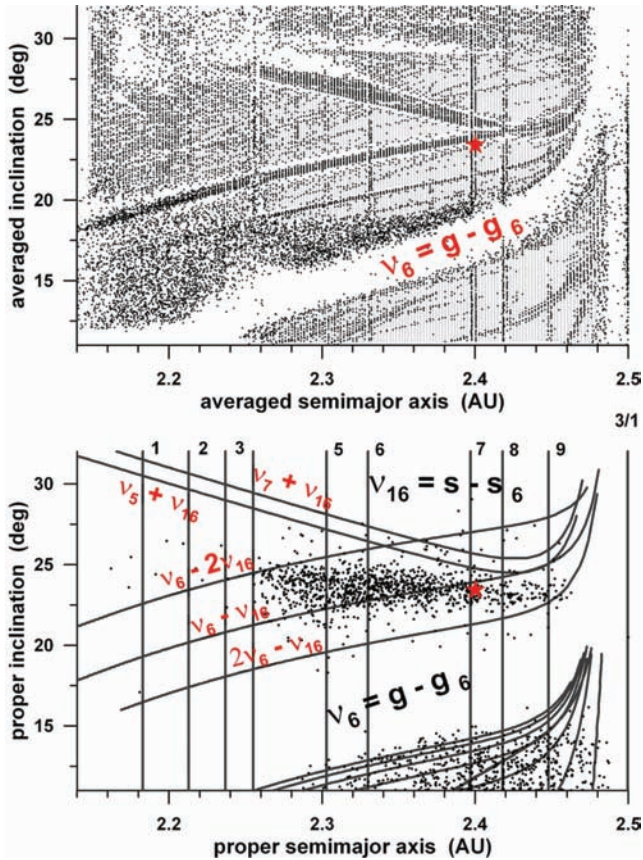 averaged inclination (deg)
30
25
20
15
ν₆ = g - g₆
2.2
2.3
2.4
2.5
averaged semimajor axis (AU)
3/1
proper inclination (deg)
30
25
20
15
1
2
3
5
6
7
8
9
ν₅ + ν₁₆
ν₇ + ν₁₆
ν₁₆ = s - s₆
ν₆ - 2ν₁₆
ν₆ - ν₁₆
2ν₆ - ν₁₆
ν₆ = g - g₆
2.2
2.3
2.4
2.5
proper semimajor axis (AU)